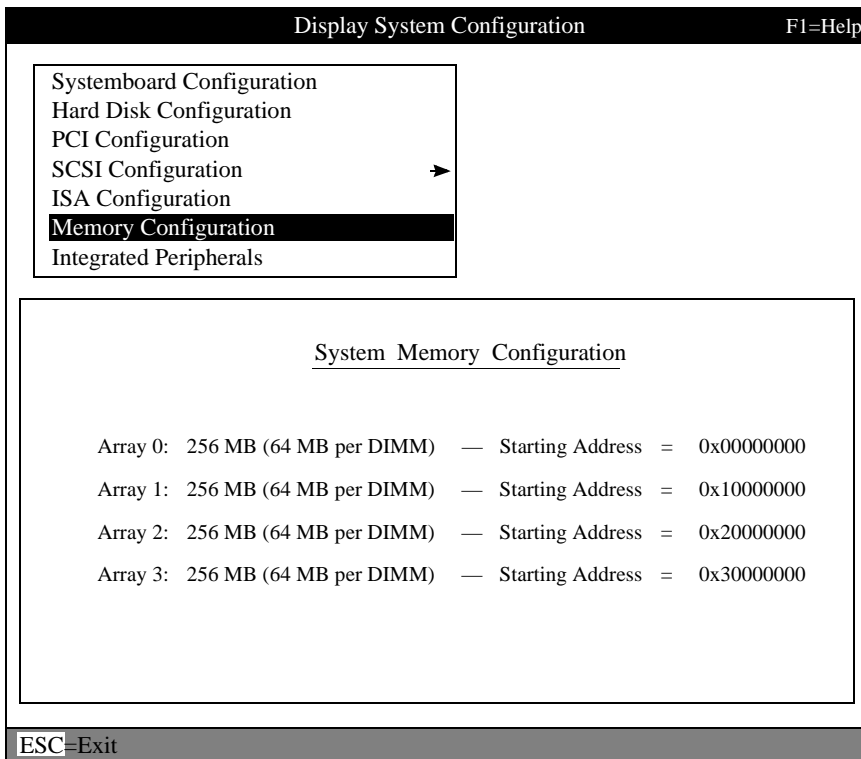 Display System Configuration F1=Help
Systemboard Configuration
Hard Disk Configuration
PCI Configuration
SCSI Configuration
ISA Configuration
Memory Configuration
Integrated Peripherals
System Memory Configuration
Array 0: 256 MB (64 MB per DIMM) — Starting Address = 0x00000000
Array 1: 256 MB (64 MB per DIMM) — Starting Address = 0x10000000
Array 2: 256 MB (64 MB per DIMM) — Starting Address = 0x20000000
Array 3: 256 MB (64 MB per DIMM) — Starting Address = 0x30000000
ESC=Exit